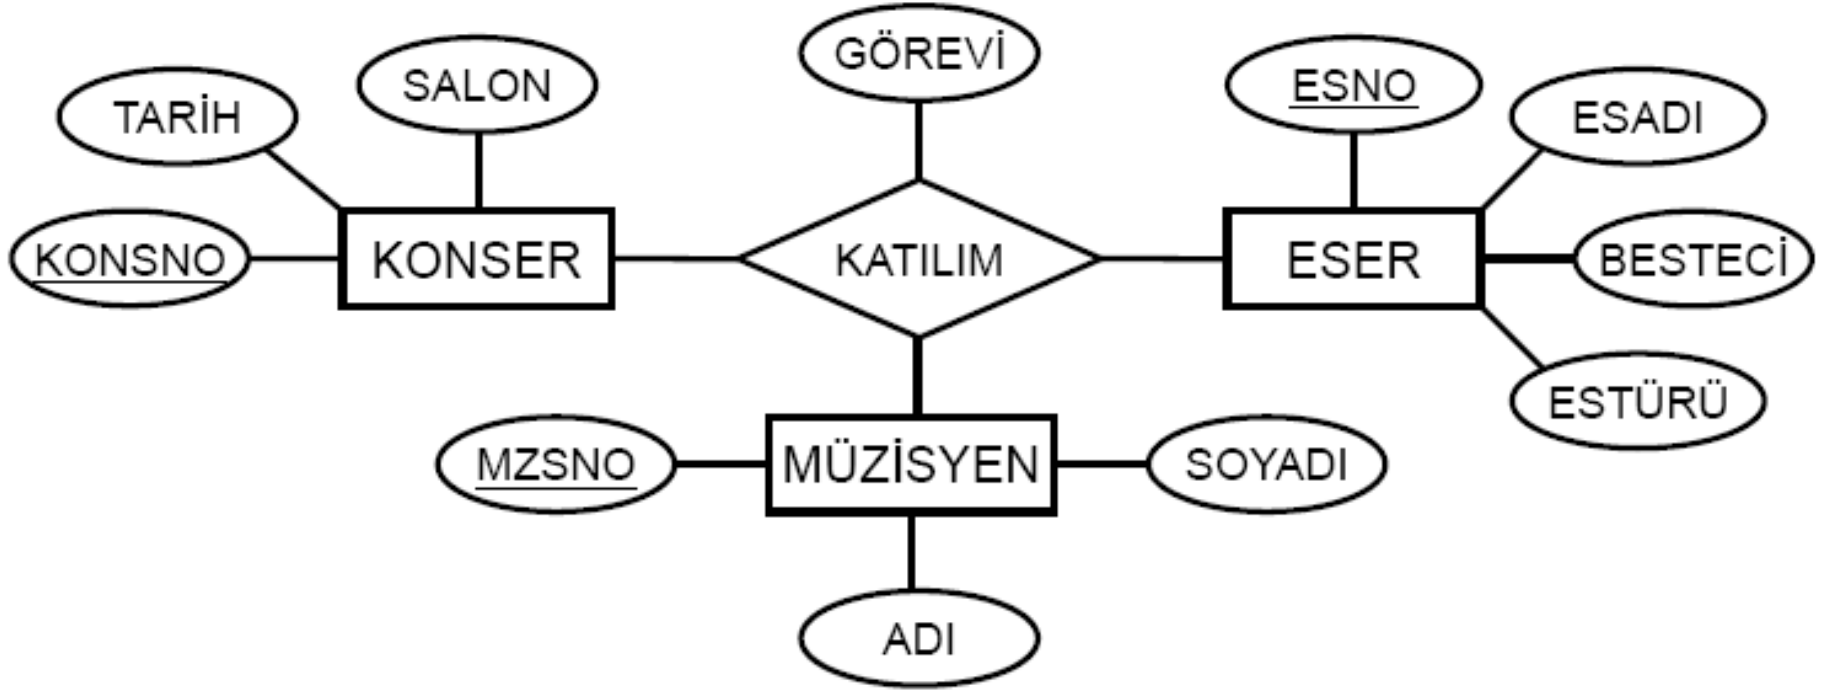 GÖREVİ
SALON
ESNO
TARİH
ESADI
KONSNO
KONSER
KATILIM
ESER
BESTECİ
ESTÜRÜ
MZSNO
MÜZİSYEN
SOYADI
ADI